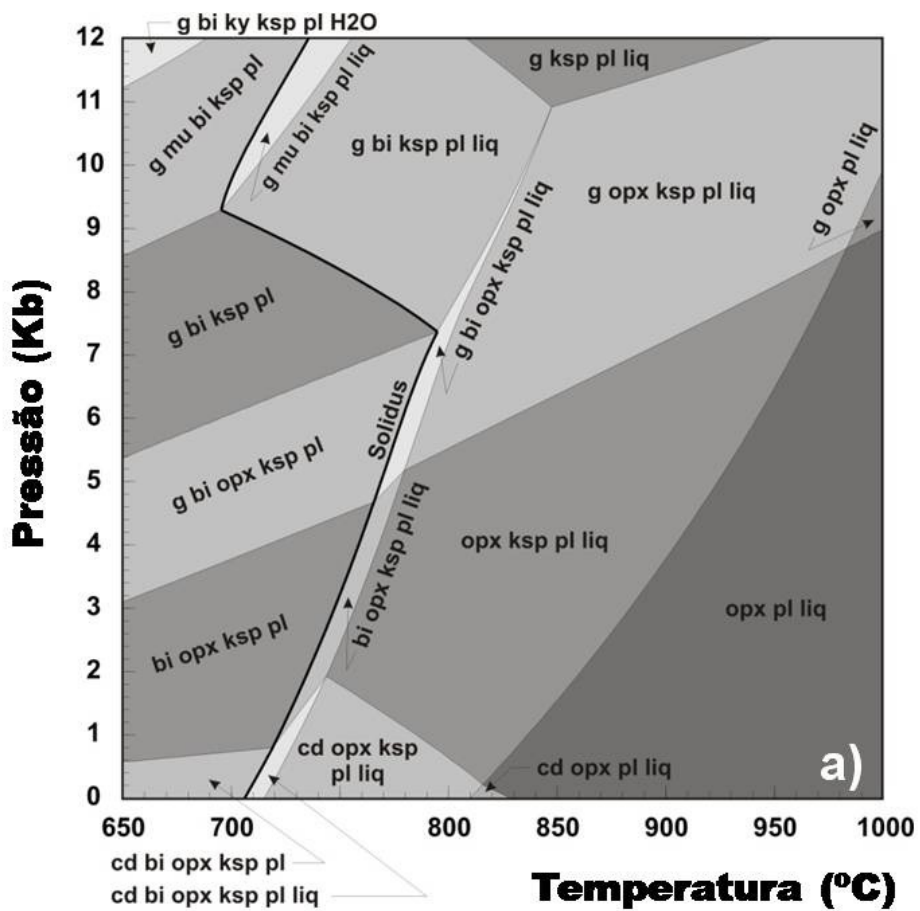 g bi ky ksp pl H2O
12
11
10
9
8
7
6
5
4
3
2
1
0
Pressão (Kb)
g mu bi ksp pl
g mu bi ksp pl liq
g bi ksp pl liq
g ksp pl liq
g opx ksp pl liq
g opx pl liq
g bi ksp pl
g bi opx ksp pl liq
Solidus
g bi opx ksp pl
bi opx ksp pl liq
opx ksp pl liq
opx pl liq
bi opx ksp pl
cd opx ksp
pl liq
cd opx pl liq
a)
650 700 800 850 900 950 1000
cd bi opx ksp pl
cd bi opx ksp pl liq
Temperatura (ºC)